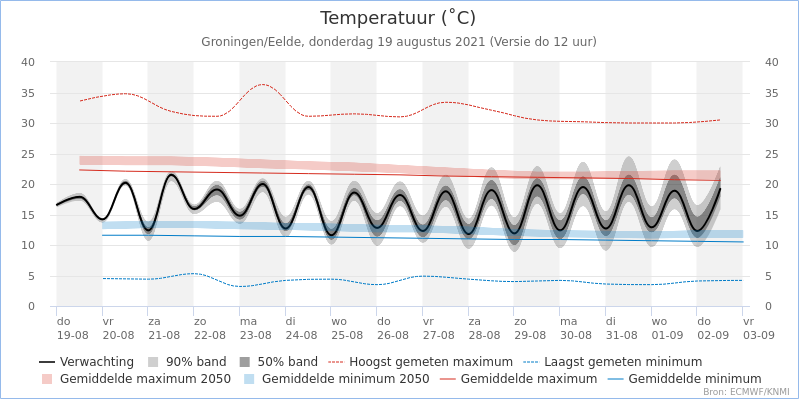 Temperatuur (˚C)
Groningen/Eelde, donderdag 19 augustus 2021 (Versie do 12 uur)
40 40
35 35
30 30
25 25
20 20
15 15
10 10
5 5
0 0
do vr za zo ma di wo do vr za zo ma di wo do vr
19-08 20-08 21-08 22-08 23-08 24-08 25-08 26-08 27-08 28-08 29-08 30-08 31-08 01-09 02-09 03-09
Verwachting 90% band 50% band Hoogst gemeten maximum Laagst gemeten minimum
Gemiddelde maximum 2050 Gemiddelde minimum 2050 Gemiddelde maximum Gemiddelde minimum
Bron: ECMWF/KNMI